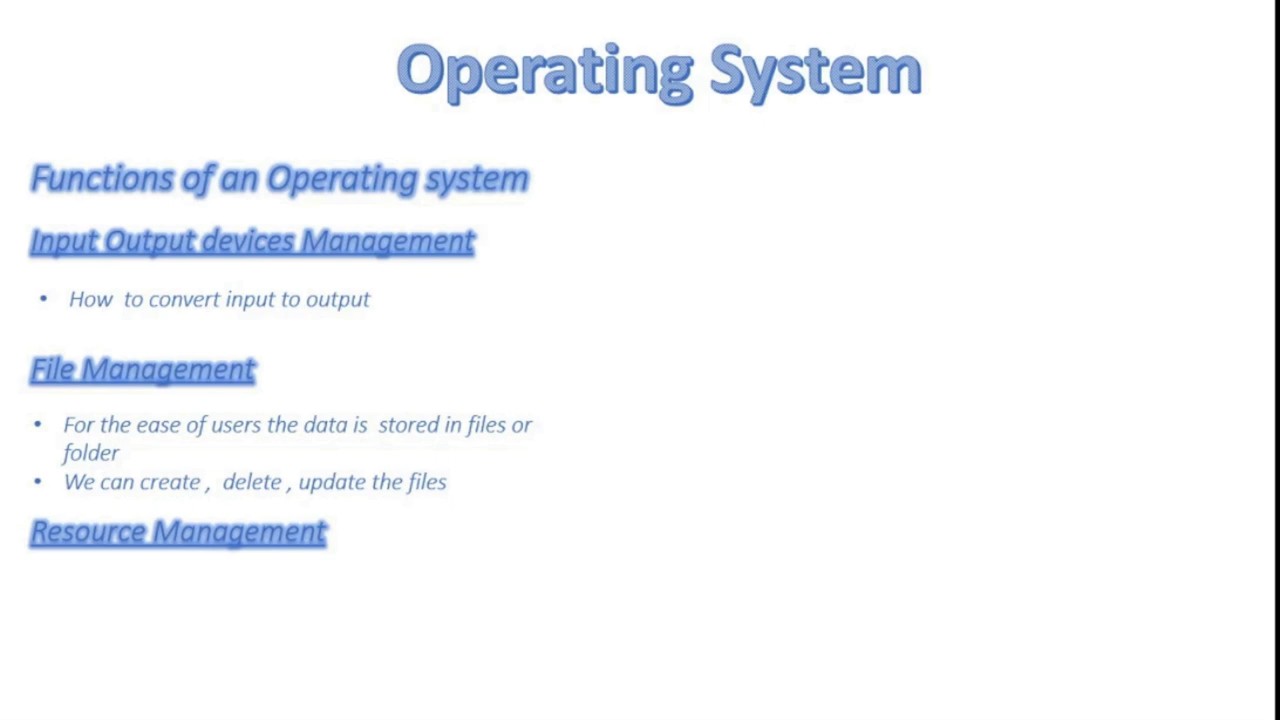 Operating System
Functions of an Operating system
Input Output devices Management
• How to convert input to output
File Management
• For the ease of users the data is stored in files or
folder
• We can create , delete , update the files
Resource Management